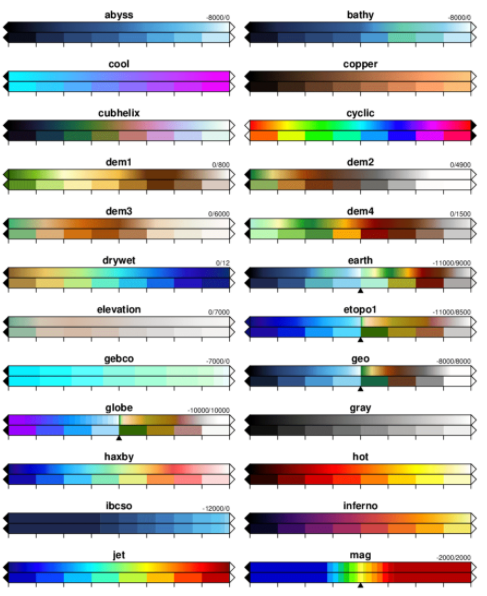 abyss
-8000/0
bathy
-8000/0
cool
copper
cubhelix
cyclic
dem1
0/800
dem2
0/4900
dem3
0/6000
dem4
0/1500
drywet
0/12
earth
-11000/9000
elevation
0/7000
etopo1
-11000/8500
gebco
-7000/0
geo
-8000/8000
globe
-10000/10000
gray
haxby
hot
ibcso
-12000/0
inferno
jet
mag
-2000/2000